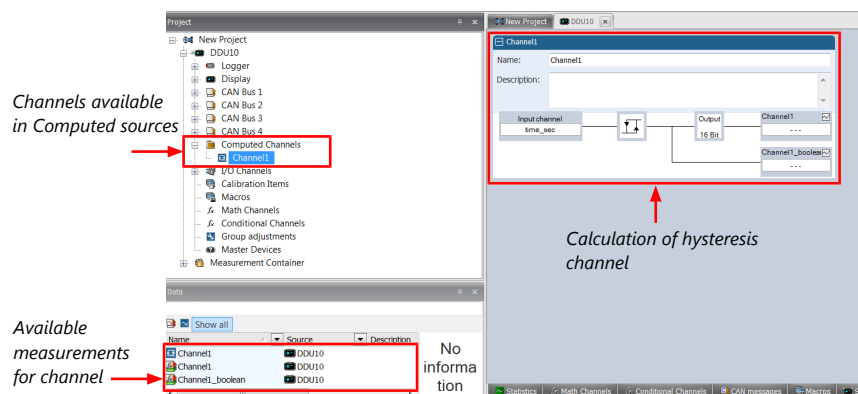 Project
New Project
DDU10
Logger
Display
CAN Bus 1
CAN Bus 2
CAN Bus 3
CAN Bus 4
Computed Channels
Channel1
I/O Channels
Calibration Items
Macros
Math Channels
Conditional Channels
Group adjustments
Master Devices
Measurement Container
Channels available
in Computed sources
Data
Show all
Name Source Description
Channel1 DDU10
Channel1 DDU10
Channel1_boolean DDU10
No
informa
tion
Available
measurements
for channel
New Project DDU10
Channel1
Name: Channel1
Description:
Input channel
time_sec
Output
16 Bit
Channel1
---
Channel1_boolean
---
Calculation of hysteresis
channel
Statistics Math Channels Conditional Channels CAN messages Macros S